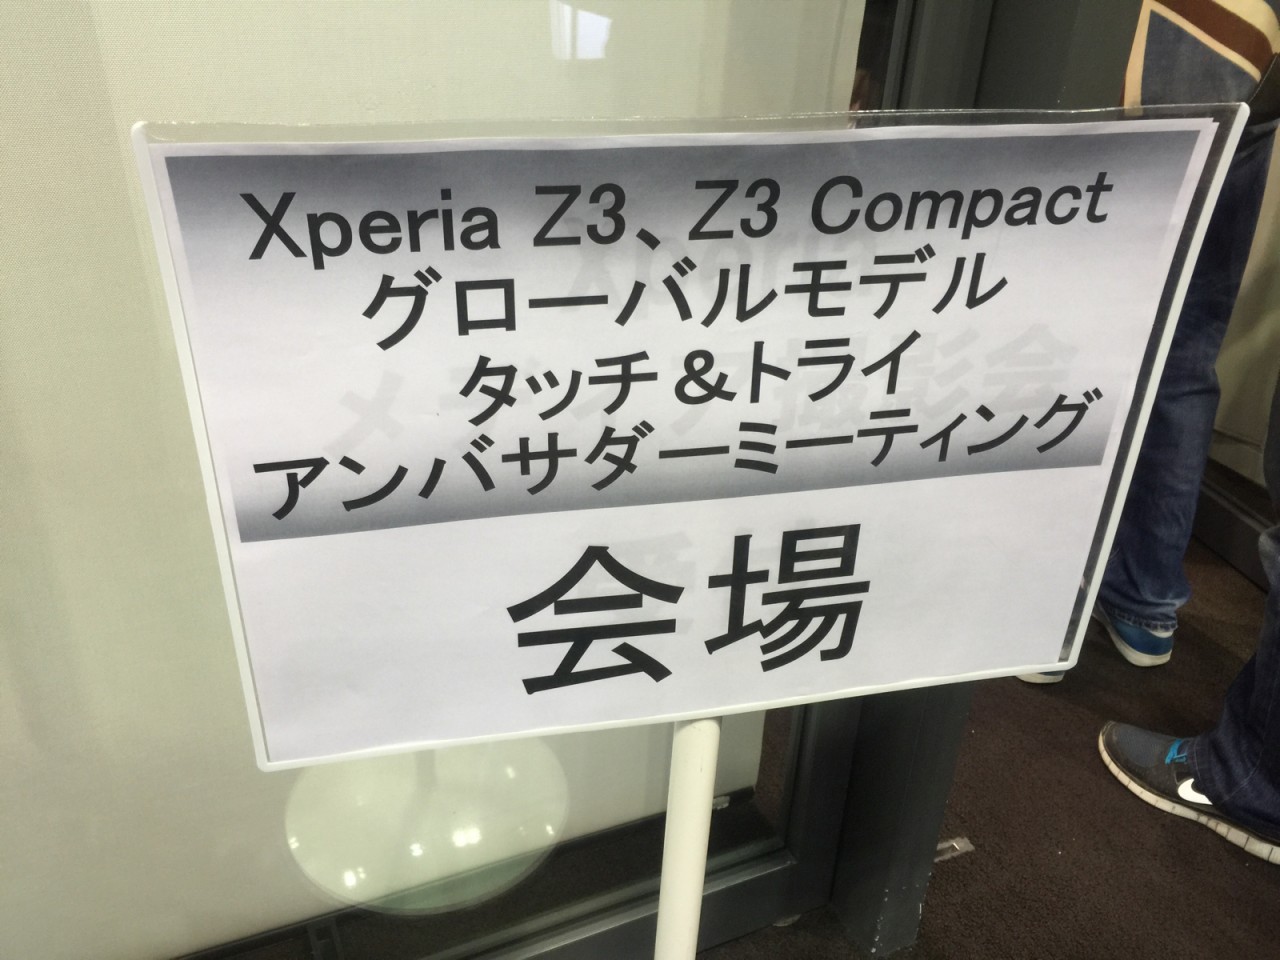 Xperia Z3、Z3 Compact
グローバルモデル
タッチ＆トライ
アンバサダーミーティング
会場